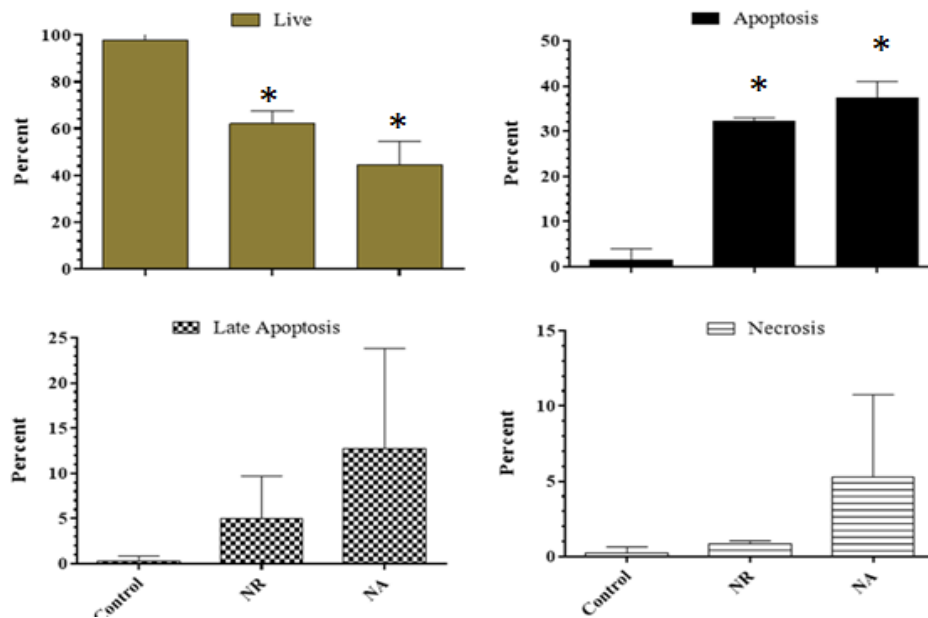 Live
Percent
100
80
60
40
20
0
*
*
Apoptosis
Percent
50
40
30
20
10
0
*
*
Late Apoptosis
Percent
25
20
15
10
5
0
Control
NR
NA
Necrosis
Percent
15
10
5
0
Control
NR
NA